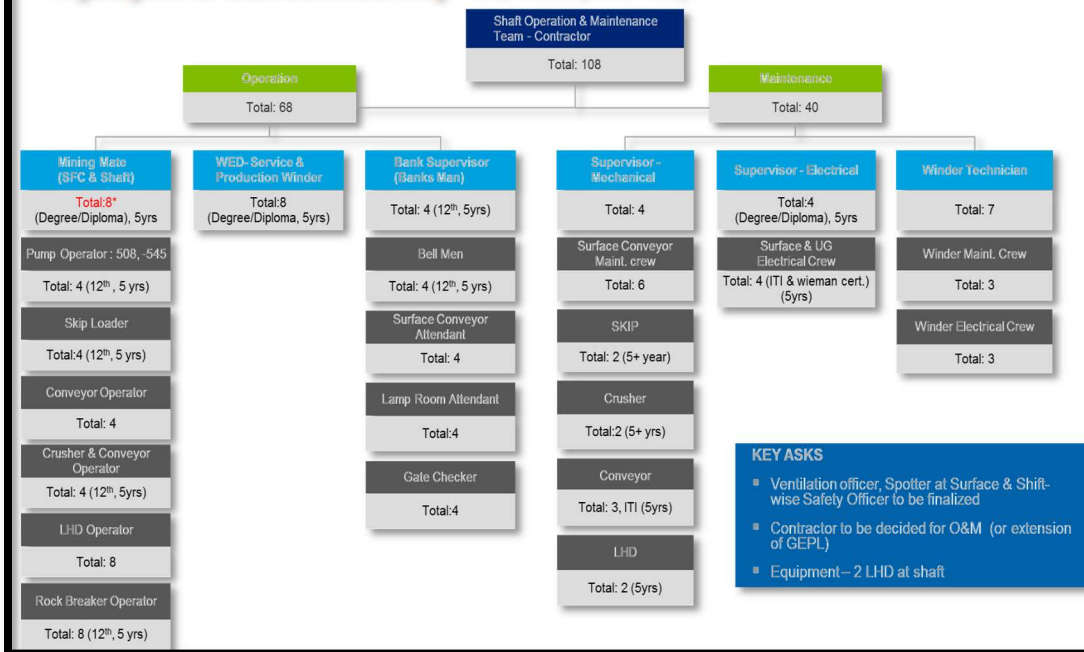 Shaft Operation & Maintenance
Team - Contractor
Total: 108
Operation
Total: 68
Maintenance
Total: 40
Mining Mate
(SFC & Shaft)
Total:8*
(Degree/Diploma), 5yrs
Pump Operator : 508, -545
Total: 4 (12th , 5 yrs)
Skip Loader
Total:4 (12th, 5 yrs)
Conveyor Operator
Total: 4
Crusher & Conveyor
Operator
Total: 4 (12th, 5yrs)
LHD Operator
Total: 8
Rock Breaker Operator
Total: 8 (12th, 5 yrs)
WED- Service &
Production Winder
Total:8
(Degree/Diploma, 5yrs)
Bank Supervisor
(Banks Man)
Total: 4 (12th, 5yrs)
Bell Men
Total: 4 (12th, 5yrs)
Surface Conveyor
Attendant
Total: 4
Lamp Room Attendant
Total:4
Gate Checker
Total:4
Supervisor -
Mechanical
Total: 4
Surface Conveyor
Maint. crew
Total: 6
SKIP
Total: 2 (5+ year)
Crusher
Total:2 (5+ yrs)
Conveyor
Total: 3, ITI (5yrs)
LHD
Total: 2 (5yrs)
Supervisor - Electrical
Total:4
(Degree/Diploma), 5yrs
Surface & UG
Electrical Crew
Total: 4 (ITI & wieman cert.)
(5yrs)
Winder Technician
Total: 7
Winder Maint. Crew
Total: 3
Winder Electrical Crew
Total: 3
KEY ASKS
▪ Ventilation officer, Spotter at Surface & Shift-
wise Safety Officer to be finalized
▪ Contractor to be decided for O&M (or extension
of GEPL)
▪ Equipment – 2 LHD at shaft